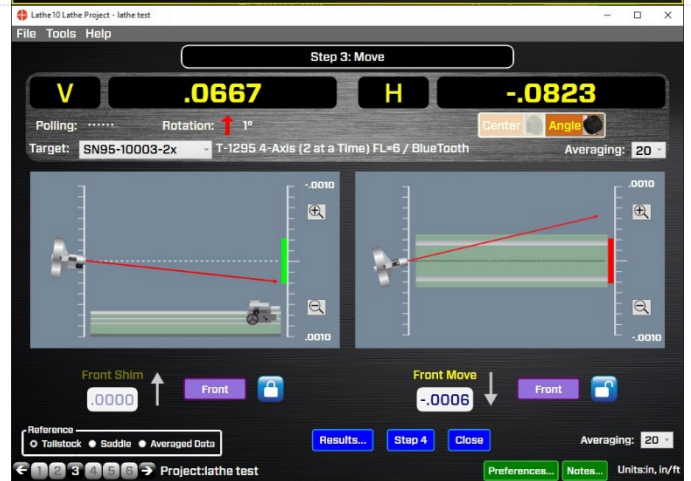 Lathe10 Lathe Project - lathe test
File Tools Help
Step 3: Move
V .0667 H -.0823
Polling: ...... Rotation: 1° Center Angle
Target: SN95-10003-2x T-1295 4-Axis (2 at a Time) FL=6 / BlueTooth Averaging: 20
-.0010 .0010
.0010 -.0010
Front Shim Front Move
.0000 Front -.0006 Front
Reference
Tailstock Saddle Averaged Data Results... Step 4 Close Averaging: 20
1 2 3 4 5 6 Project:lathe test Preferences... Notes... Units:in, in/ft